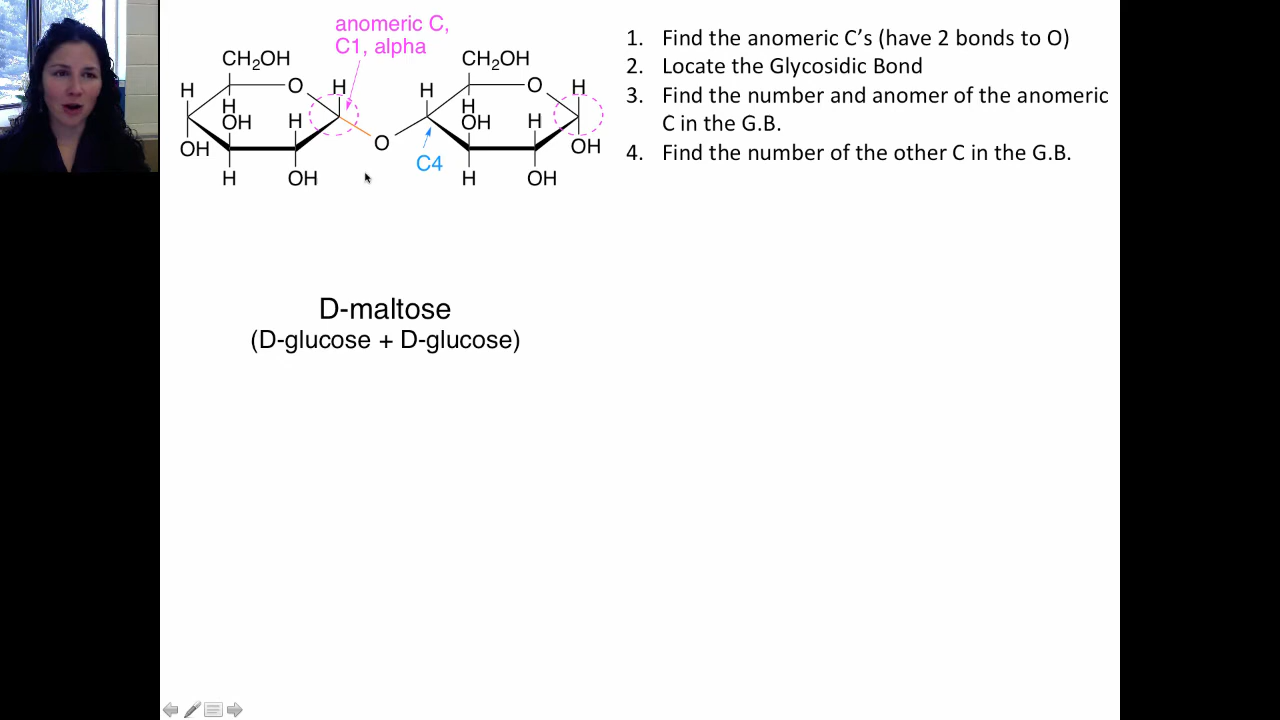 anomeric C,
C1, alpha
CH2OH
CH2OH
H
O
H
H
O
H
H
H
OH
H
OH
H
OH
O
C4
OH
H
OH
H
OH
D-maltose
(D-glucose + D-glucose)
1. Find the anomeric C’s (have 2 bonds to O)
2. Locate the Glycosidic Bond
3. Find the number and anomer of the anomeric
C in the G.B.
4. Find the number of the other C in the G.B.